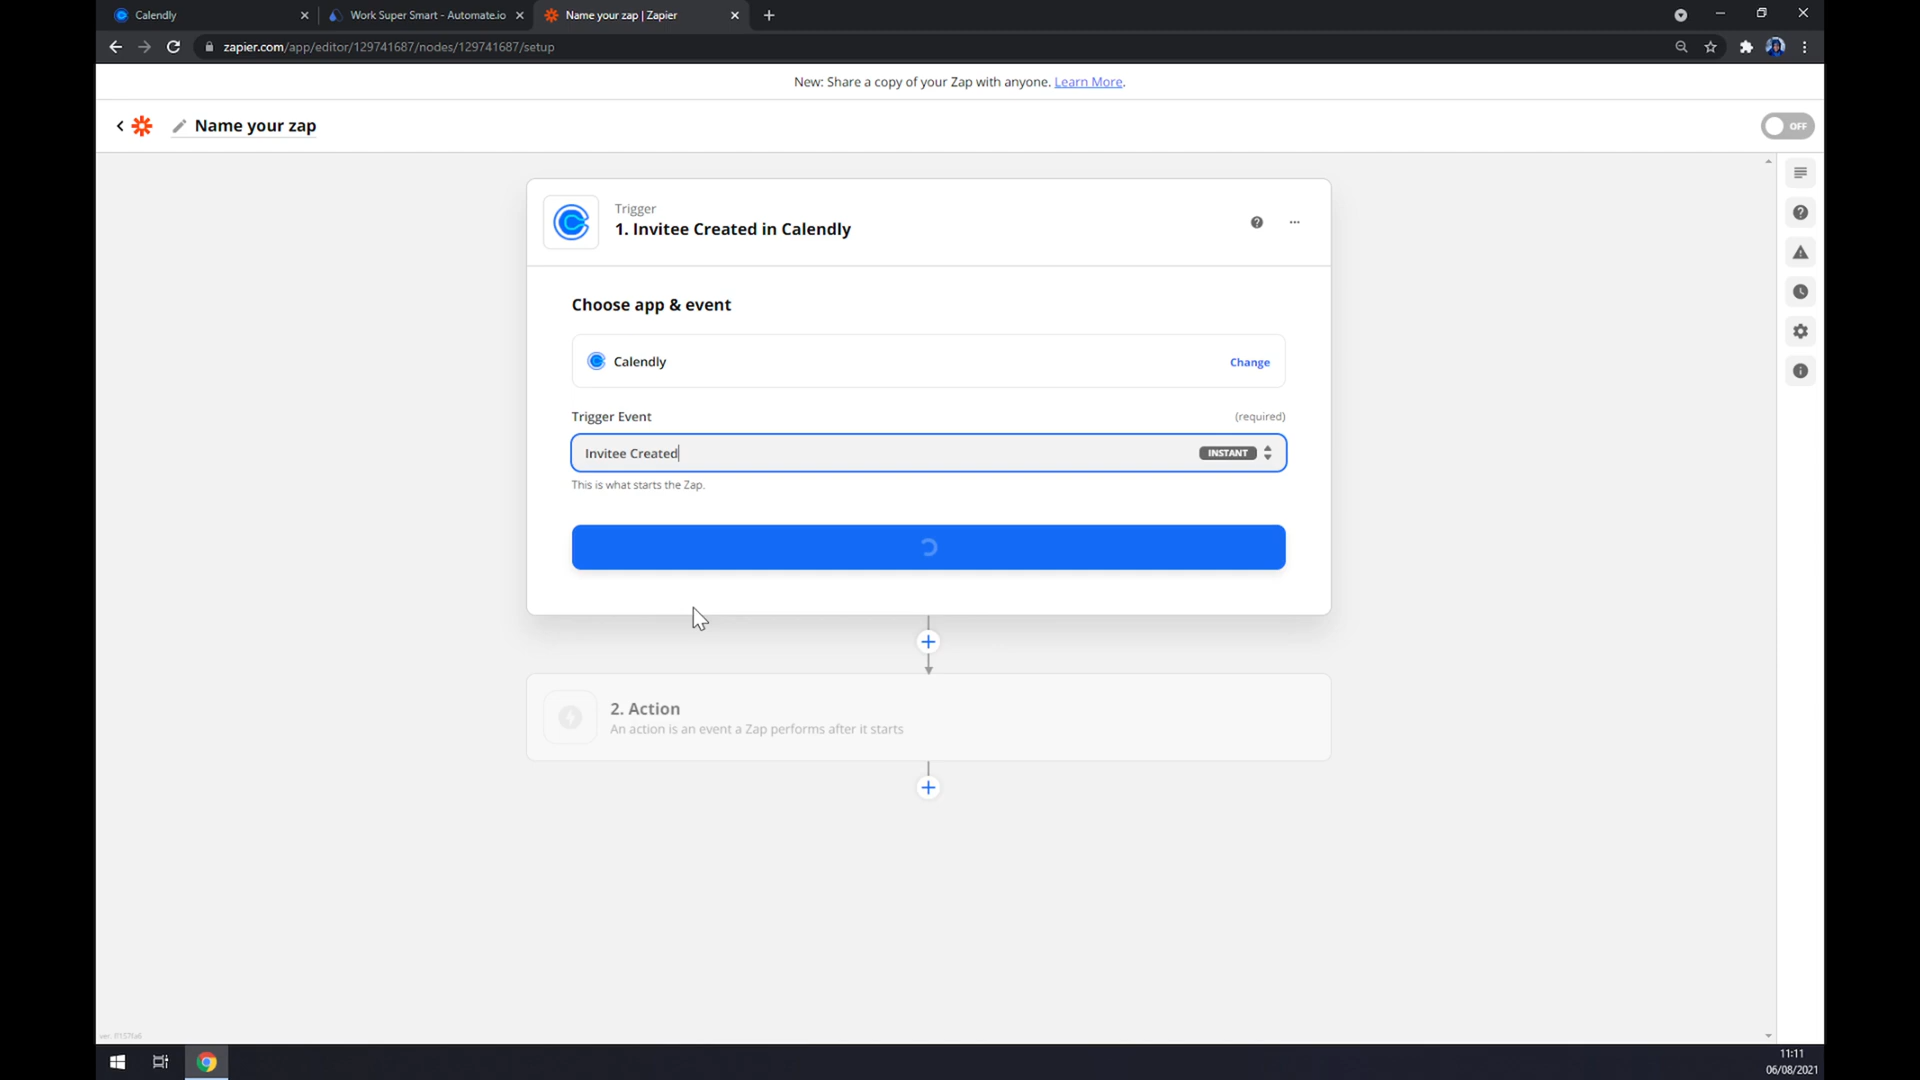 Calendly
Work Super Smart - Automate.io
Name your zap | Zapier
zapier.com/app/editor/129741687/nodes/129741687/setup
New: Share a copy of your Zap with anyone. Learn More.
Name your zap
OFF
Trigger
1. Invitee Created in Calendly
Choose app & event
Calendly
Change
Trigger Event
(required)
Invitee Created
INSTANT
This is what starts the Zap.
2. Action
An action is an event a Zap performs after it starts
11:11
06/08/2021